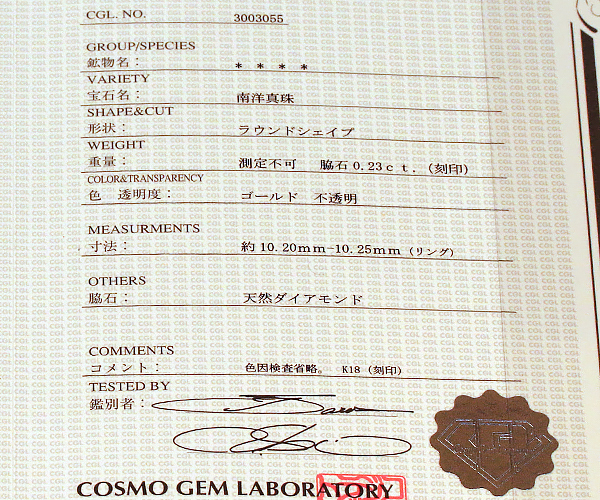 CGL. NO. 3003055
GROUP/SPECIES
鉱物名： ＊ ＊ ＊ ＊
VARIETY
宝石名： 南洋真珠
SHAPE&CUT
形状： ラウンドシェイプ
WEIGHT
重量： 測定不可 脇石0.23ct. (刻印)
COLOR&TRANSPARENCY
色 透明度： ゴールド 不透明
MEASURMENTS
寸法： 約10.20mm-10.25mm (リング)
OTHERS
脇石： 天然ダイアモンド
COMMENTS
コメント： 色因検査省略。 K18 (刻印)
TESTED BY
鑑別者：
COSMO GEM LABORATORY